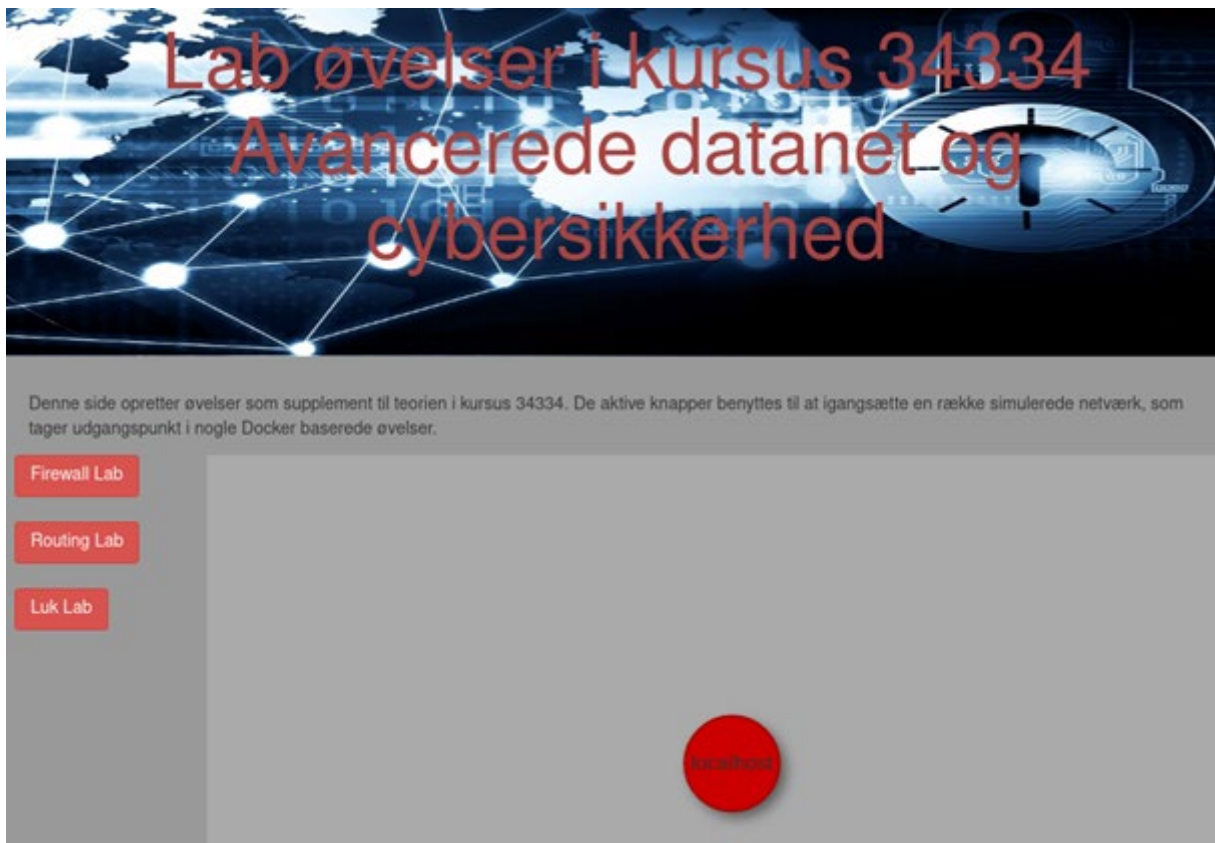 Lab øvelser i kursus 34334
Avancerede datanet og
cybersikkerhed
Denne side opretter øvelser som supplement til teorien i kursus 34334. De aktive knapper benyttes til at igangsætte en række simulerede netværk, som
tager udgangspunkt i nogle Docker baserede øvelser.
Firewall Lab
Routing Lab
Luk Lab
localhost